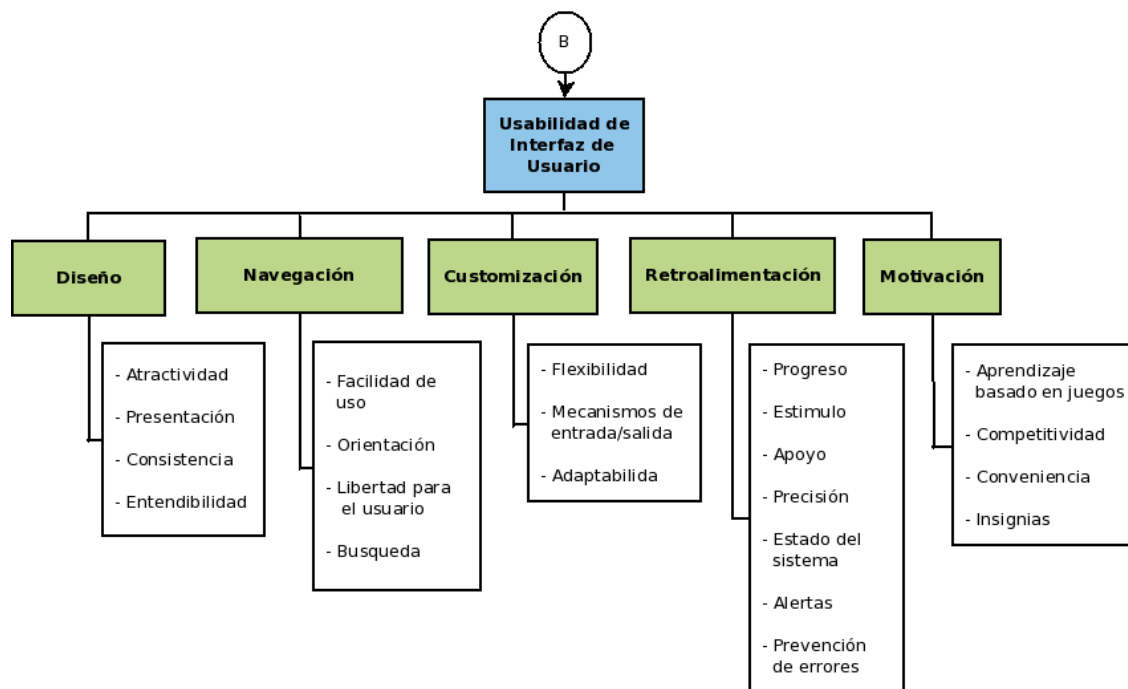 B
Usabilidad de
Interfaz de
Usuario
Diseño
Navegación
Customización
Retroalimentación
Motivación
- Atractividad
- Presentación
- Consistencia
- Entendibilidad
- Facilidad de
uso
- Orientación
- Libertad para
el usuario
- Busqueda
- Flexibilidad
- Mecanismos de
entrada/salida
- Adaptabilida
- Progreso
- Estimulo
- Apoyo
- Precisión
- Estado del
sistema
- Alertas
- Prevención
de errores
- Aprendizaje
basado en juegos
- Competitividad
- Conveniencia
- Insignias